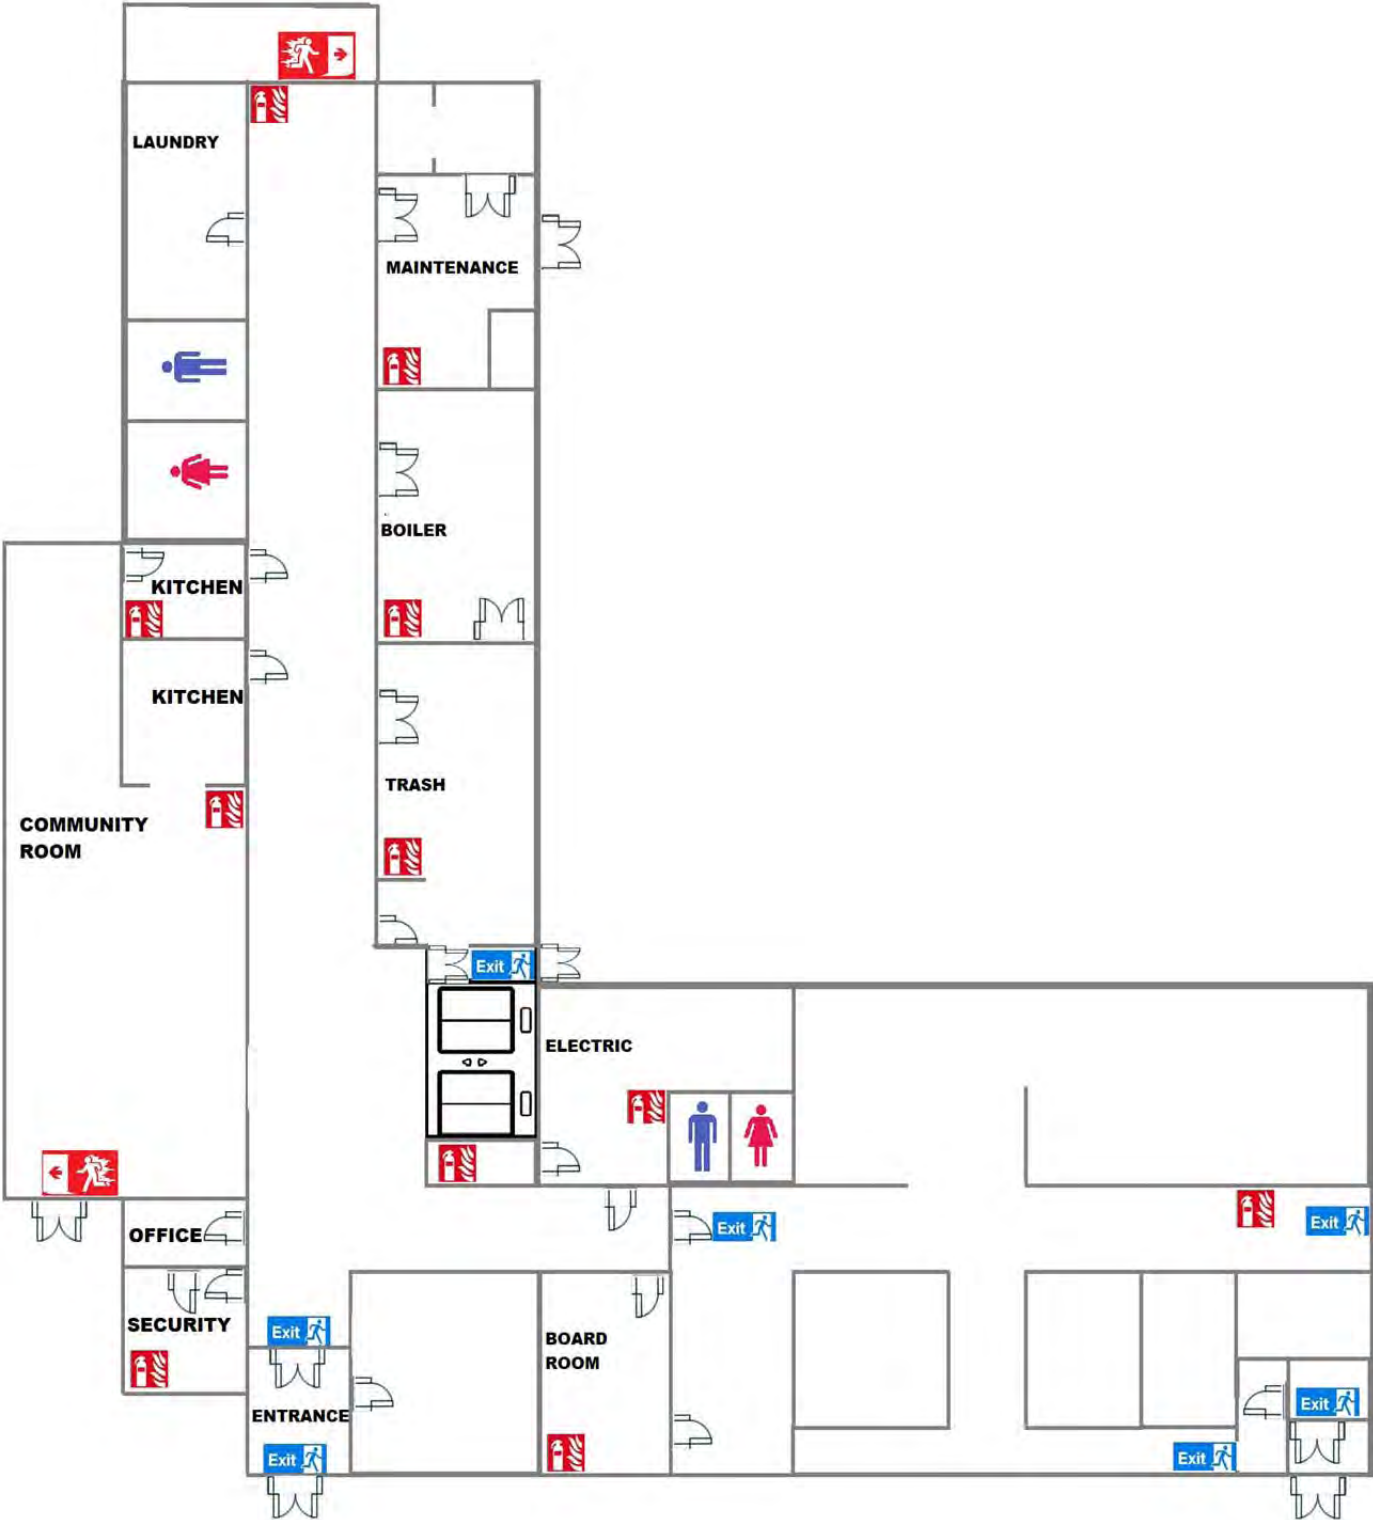 LAUNDRY
MAINTENANCE
BOILER
KITCHEN
KITCHEN
TRASH
COMMUNITY
ROOM
Exit
ELECTRIC
OFFICE
Exit
Exit
SECURITY
Exit
BOARD
ROOM
ENTRANCE
Exit
Exit
Exit